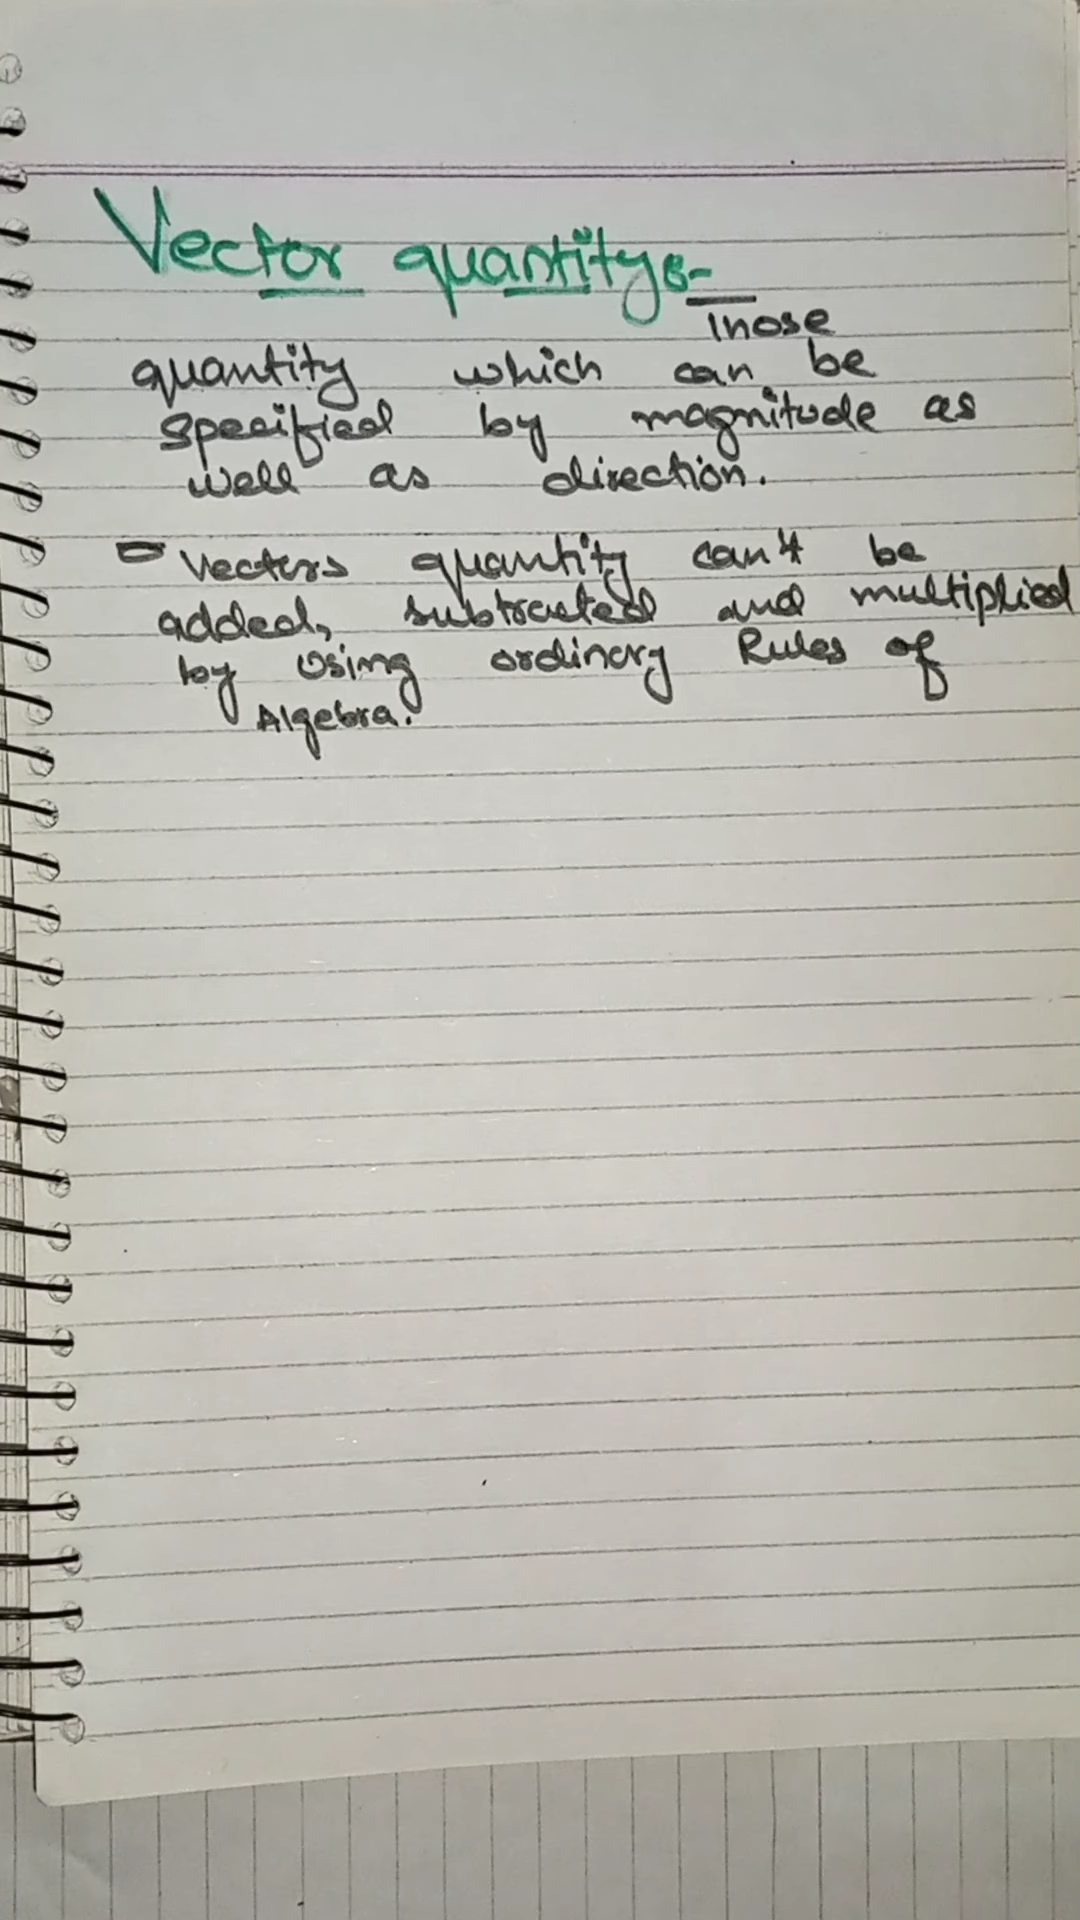 Vector quantity:-
Those
quantity which can be
specified by magnitude as
well as direction.
Vectors quantity can't be
added, subtracted and multiplied
by using ordinary Rules of
Algebra.